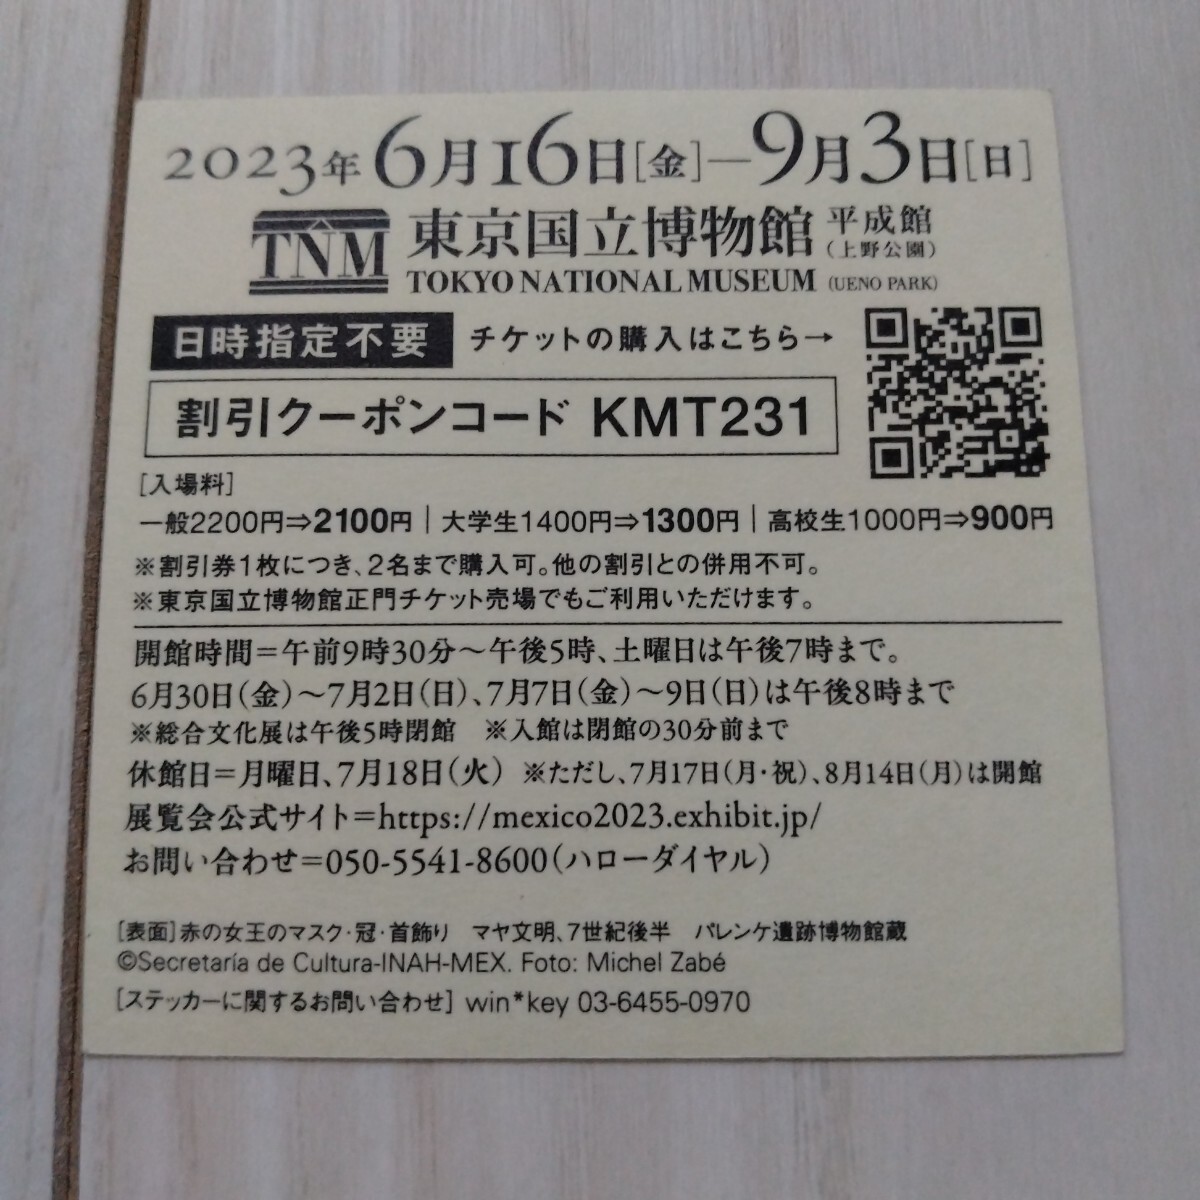 2023年 6月16日[金]—9月3日[日]
TNM 東京国立博物館 平成館
(上野公園)
TOKYO NATIONAL MUSEUM (UENO PARK)
日時指定不要 チケットの購入はこちら→
割引クーポンコード KMT231
[入場料]
一般2200円⇒2100円｜大学生1400円⇒1300円｜高校生1000円⇒900円
※割引券1枚につき、2名まで購入可。他の割引との併用不可。
※東京国立博物館正門チケット売場でもご利用いただけます。
開館時間＝午前9時30分～午後5時、土曜日は午後7時まで。
6月30日(金)～7月2日(日)、7月7日(金)～9日(日)は午後8時まで
※総合文化展は午後5時閉館　※入館は閉館の30分前まで
休館日＝月曜日、7月18日(火) ※ただし、7月17日(月・祝)、8月14日(月)は開館
展覧会公式サイト＝https://mexico2023.exhibit.jp/
お問い合わせ＝050-5541-8600(ハローダイヤル)
[表面]赤の女王のマスク・冠・首飾り　マヤ文明、7世紀後半　パレンケ遺跡博物館蔵
©Secretaría de Cultura-INAH-MEX. Foto: Michel Zabé
[ステッカーに関するお問い合わせ] win*key 03-6455-0970